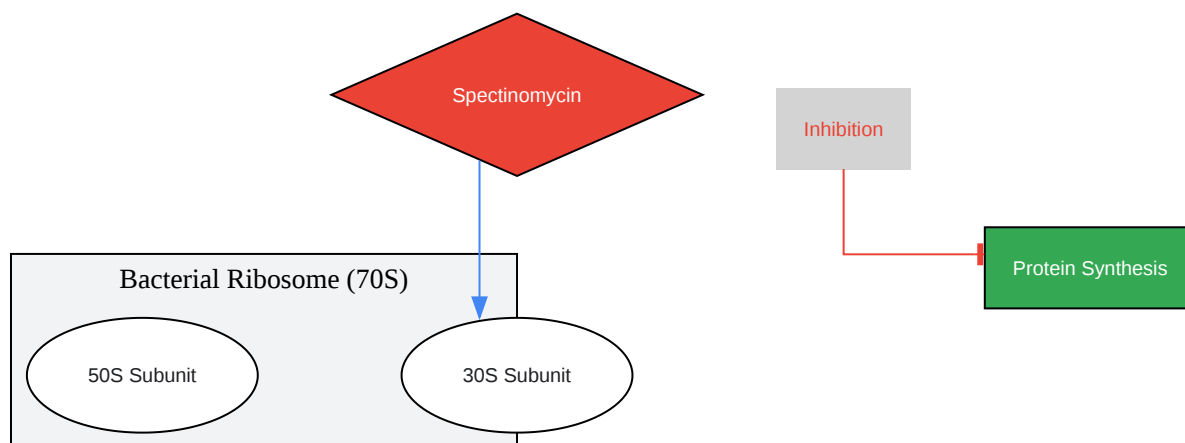 Spectinomycin
Inhibition
Protein Synthesis
Bacterial Ribosome (70S)
50S Subunit
30S Subunit